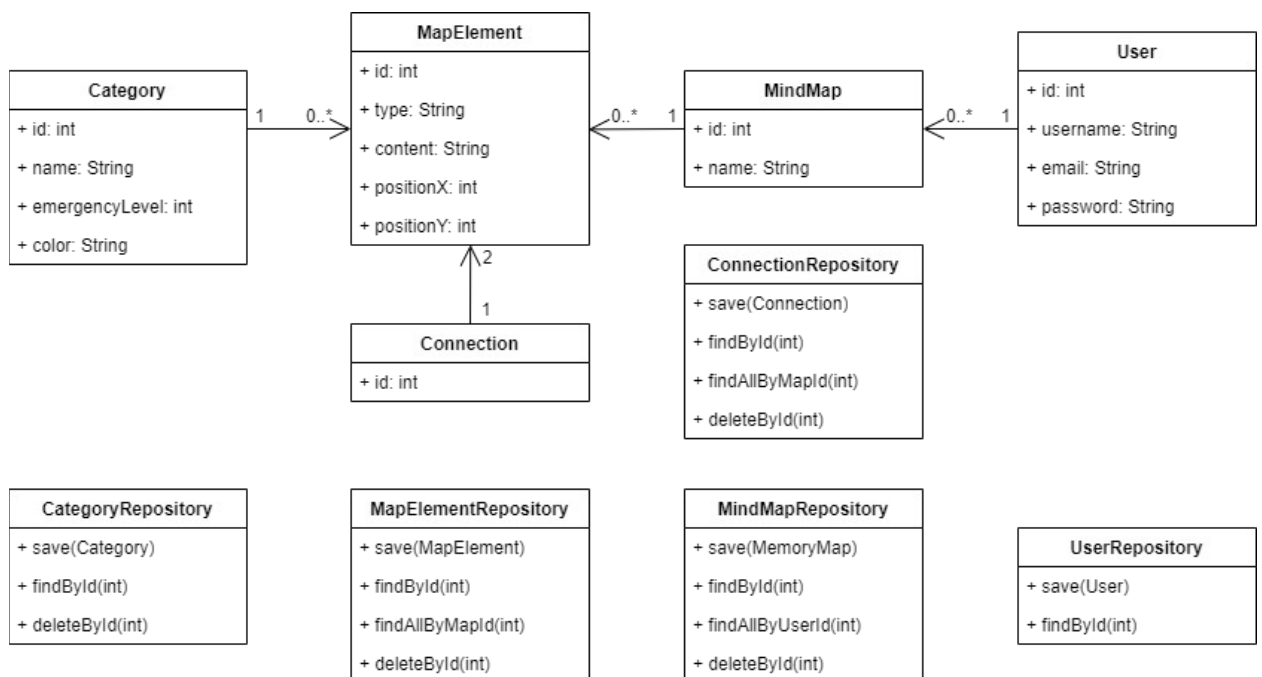 MapElement
+ id: int
+ type: String
+ content: String
+ positionX: int
+ positionY: int
Category
+ id: int
+ name: String
+ emergencyLevel: int
+ color: String
1
0..*
MindMap
+ id: int
+ name: String
0..*
1
User
+ id: int
+ username: String
+ email: String
+ password: String
0..*
1
2
1
Connection
+ id: int
ConnectionRepository
+ save(Connection)
+ findById(int)
+ findAllByMapId(int)
+ deleteById(int)
CategoryRepository
+ save(Category)
+ findById(int)
+ deleteById(int)
MapElementRepository
+ save(MapElement)
+ findById(int)
+ findAllByMapId(int)
+ deleteById(int)
MindMapRepository
+ save(MemoryMap)
+ findById(int)
+ findAllByUserId(int)
+ deleteById(int)
UserRepository
+ save(User)
+ findById(int)